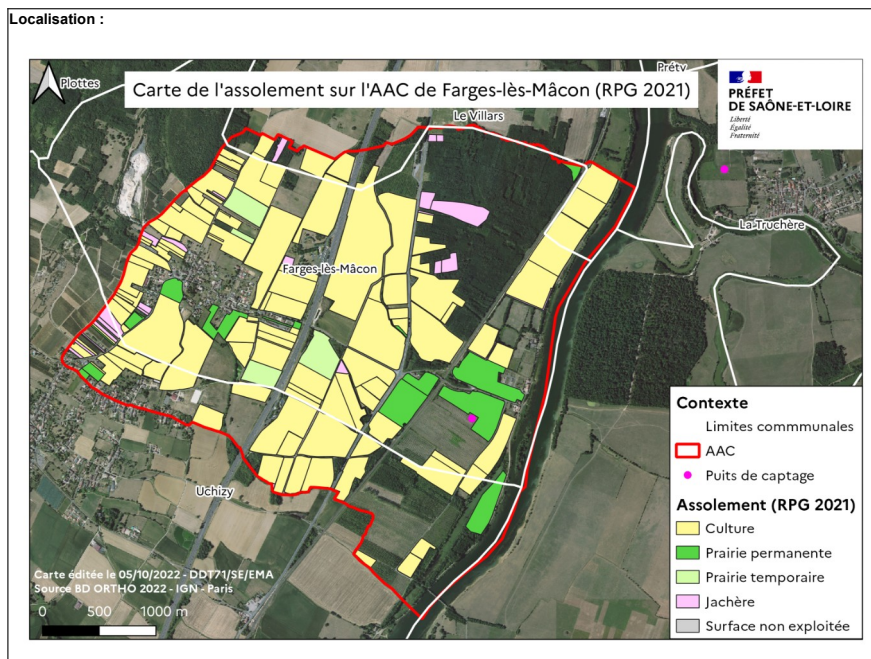 Localisation :
Carte de l'assolement sur l'AAC de Farges-lès-Mâcon (RPG 2021)
PRÉFET
DE SAÔNE-ET-LOIRE
Liberté
Égalité
Fraternité
Plottes
Préty
Le Villars
La Truchère
Farges-lès-Mâcon
Uchizy
Contexte
Limites commmunales
AAC
Puits de captage
Assolement (RPG 2021)
Culture
Prairie permanente
Prairie temporaire
Jachère
Surface non exploitée
Carte éditée le 05/10/2022 - DDT71/SE/EMA
Source BD ORTHO 2022 - IGN - Paris
0 500 1000 m